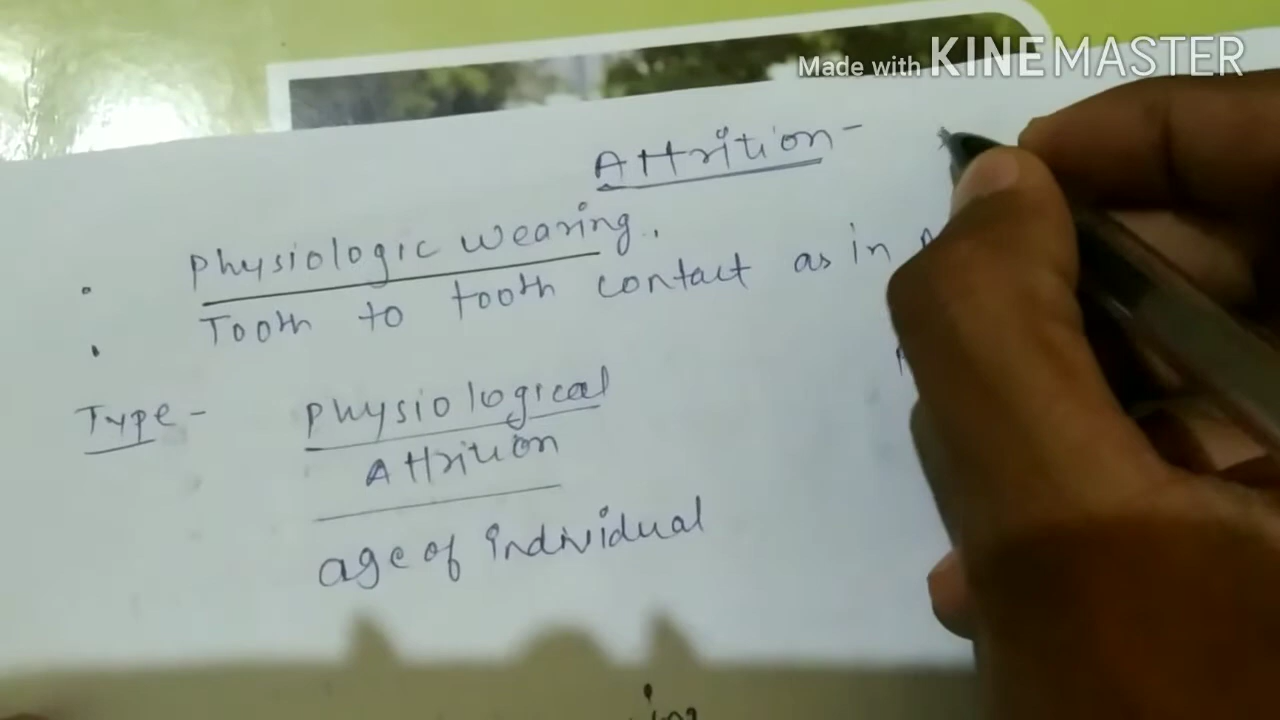 Made with KINEMASTER
Attrition -
Physiologic wearing.
Tooth to tooth contact as in
Type - Physiological
Attrition
age of individual